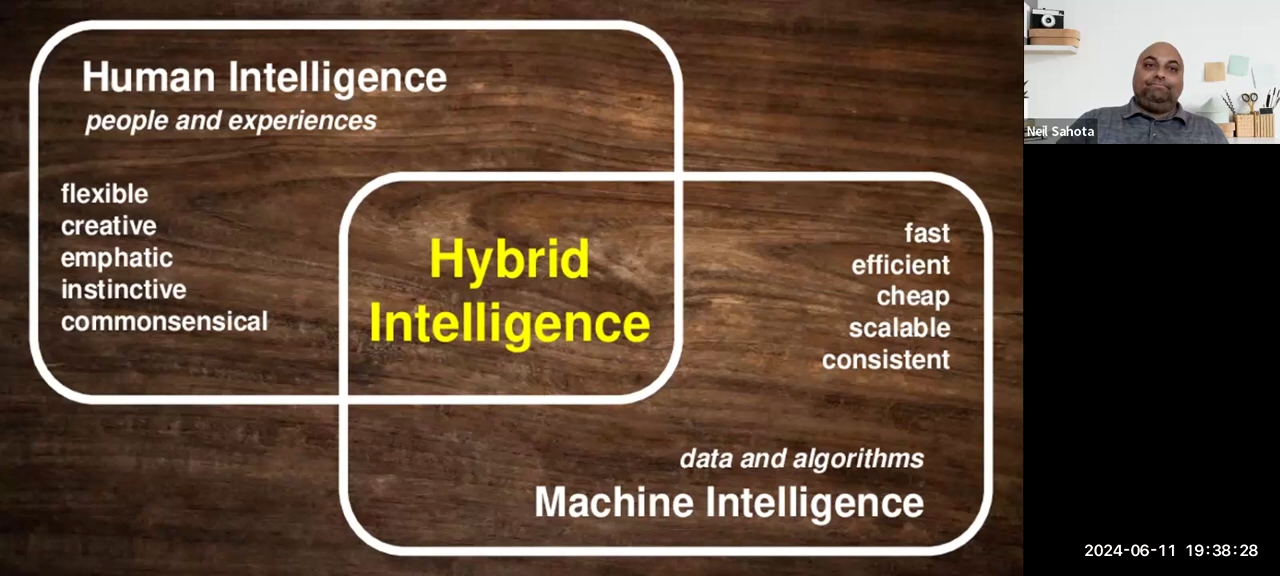 Human Intelligence
people and experiences
flexible
creative
emphatic
instinctive
commonsensical
Hybrid
Intelligence
fast
efficient
cheap
scalable
consistent
data and algorithms
Machine Intelligence
Neil Sahota
2024-06-11 19:38:28